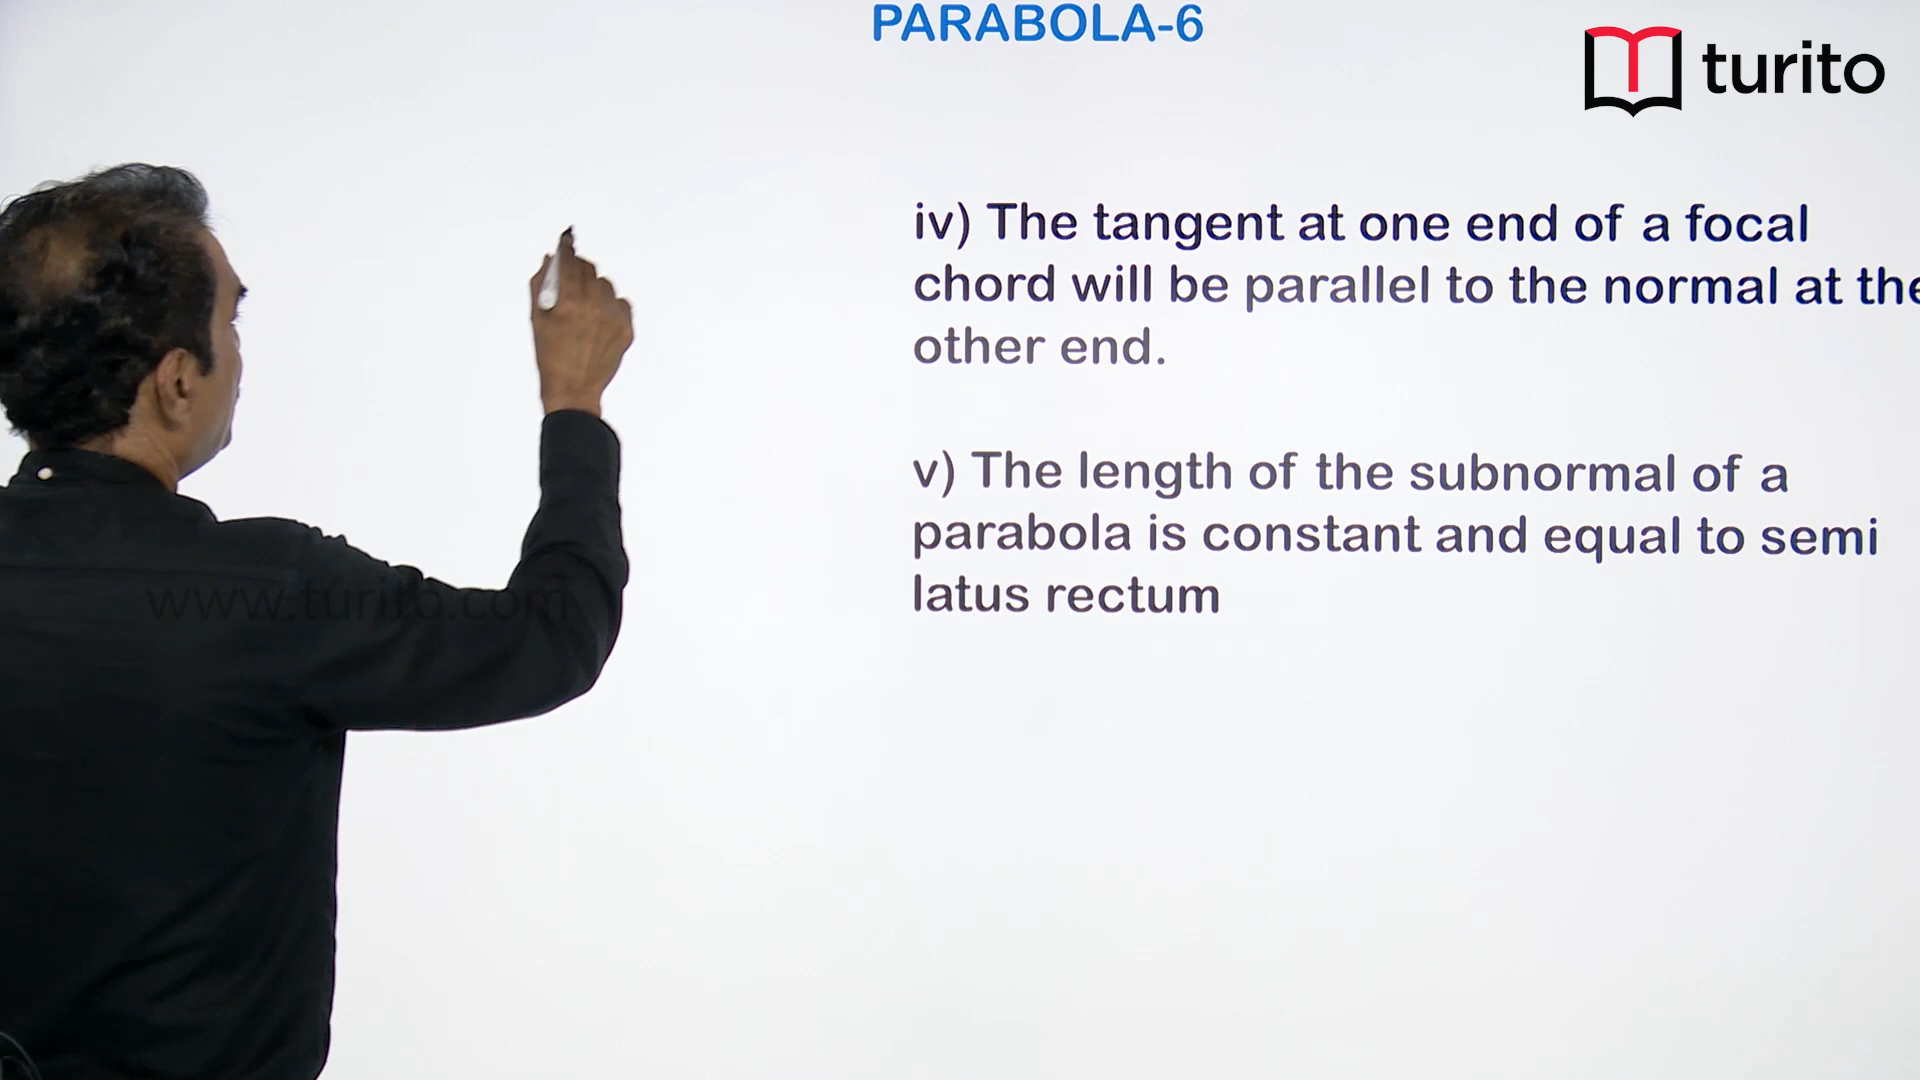 PARABOLA-6
turito
iv) The tangent at one end of a focal
chord will be parallel to the normal at the
other end.
v) The length of the subnormal of a
parabola is constant and equal to semi
latus rectum
www.turito.com